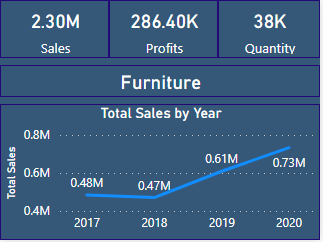 2.30M 286.40K 38K
Sales Profits Quantity
Furniture
Total Sales by Year
Total Sales
0.8M
0.6M
0.4M
0.48M 0.47M 0.61M 0.73M
2017 2018 2019 2020